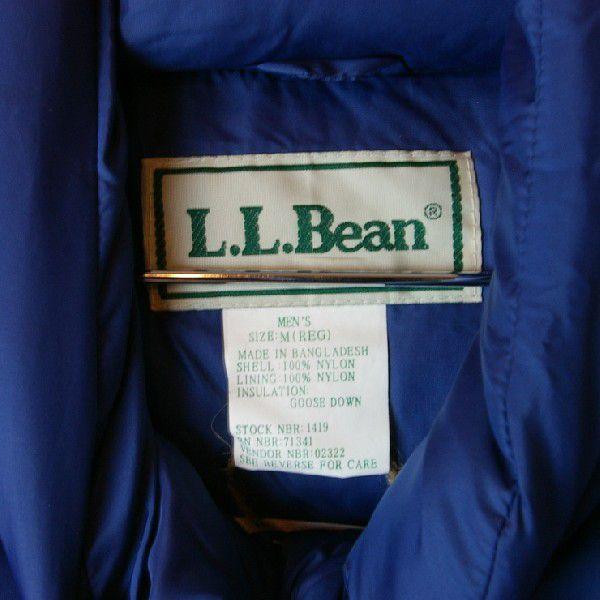 L.L.Bean®
MEN'S
SIZE: M (REG)
MADE IN BANGLADESH
SHELL: 100% NYLON
LINING: 100% NYLON
INSULATION:
GOOSE DOWN
STOCK NBR: 1419
RN NBR: 71341
VENDOR NBR: 02322
SEE REVERSE FOR CARE